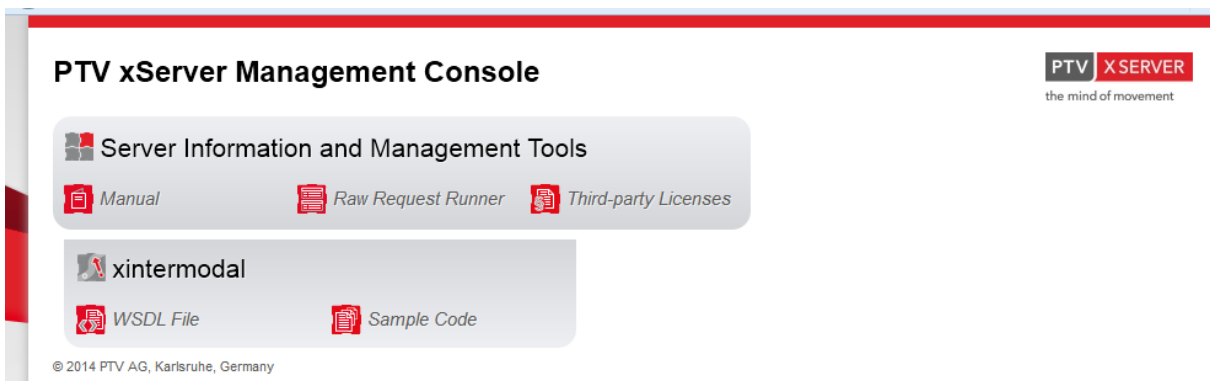 PTV xServer Management Console
PTV XSERVER
the mind of movement
Server Information and Management Tools
Manual Raw Request Runner Third-party Licenses
xintermodal
WSDL File Sample Code
© 2014 PTV AG, Karlsruhe, Germany